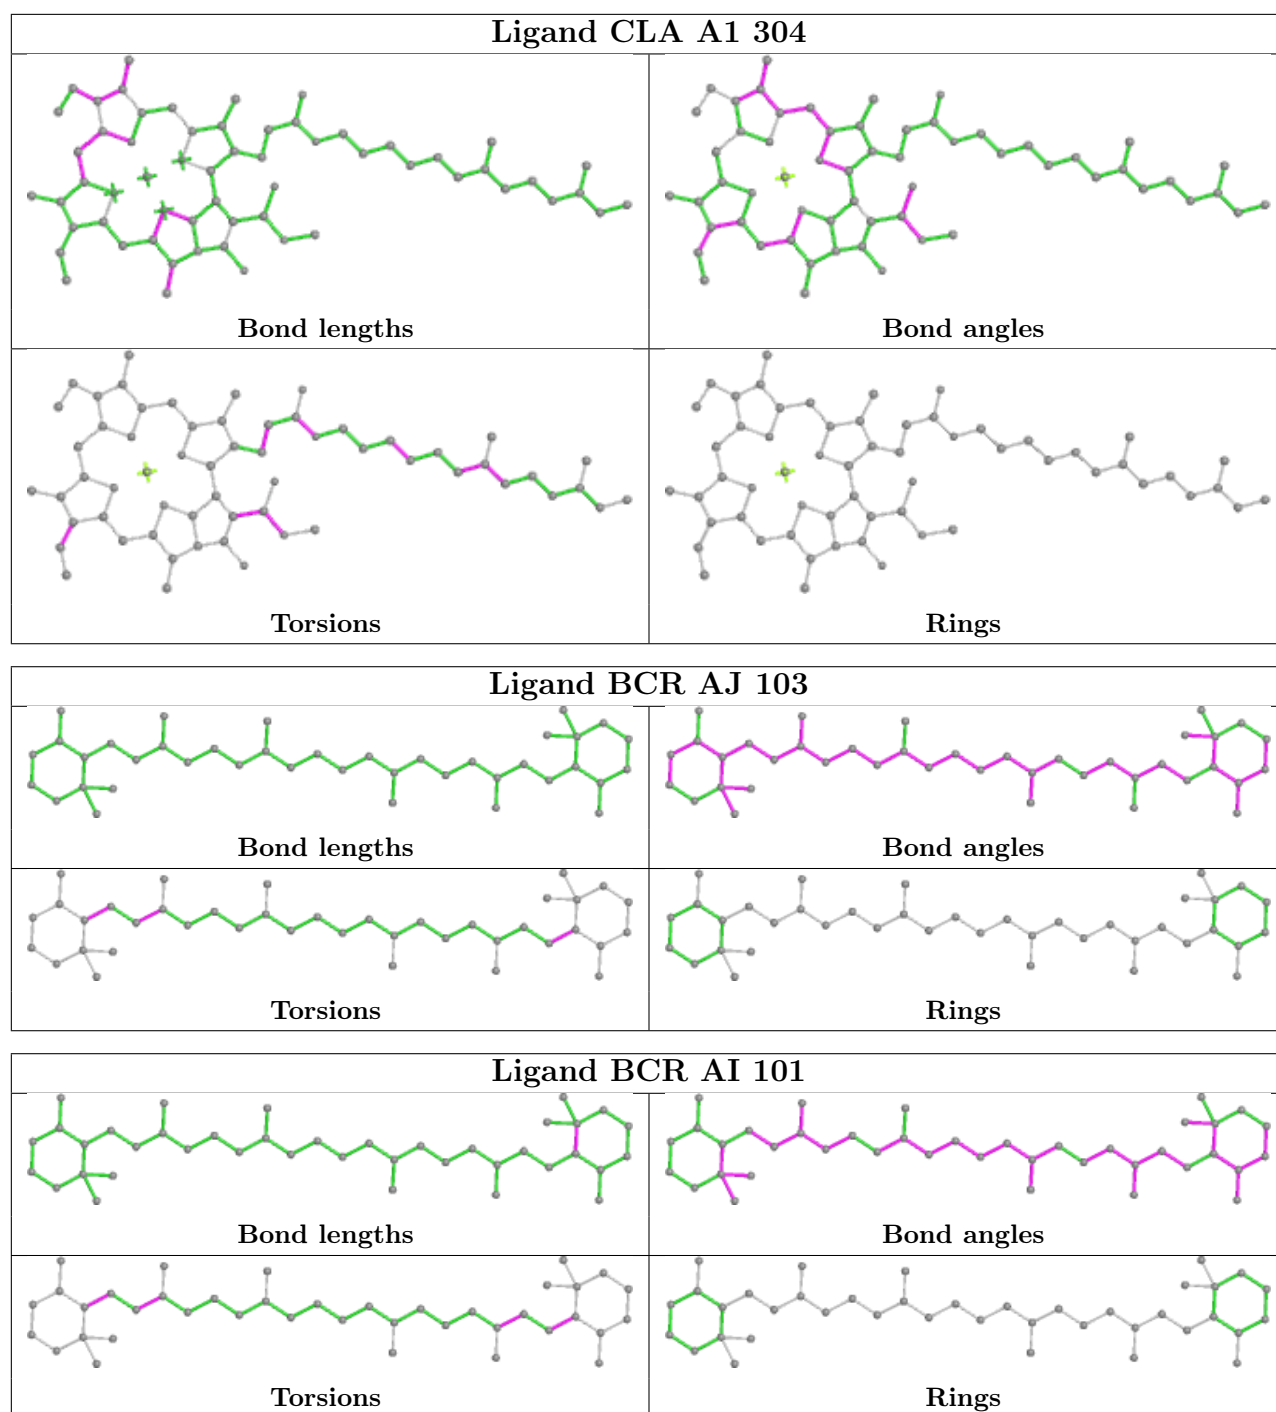 Ligand CLA A1 304
Bond lengths
Bond angles
Torsions
Rings
Ligand BCR AJ 103
Bond lengths
Bond angles
Torsions
Rings
Ligand BCR AI 101
Bond lengths
Bond angles
Torsions
Rings